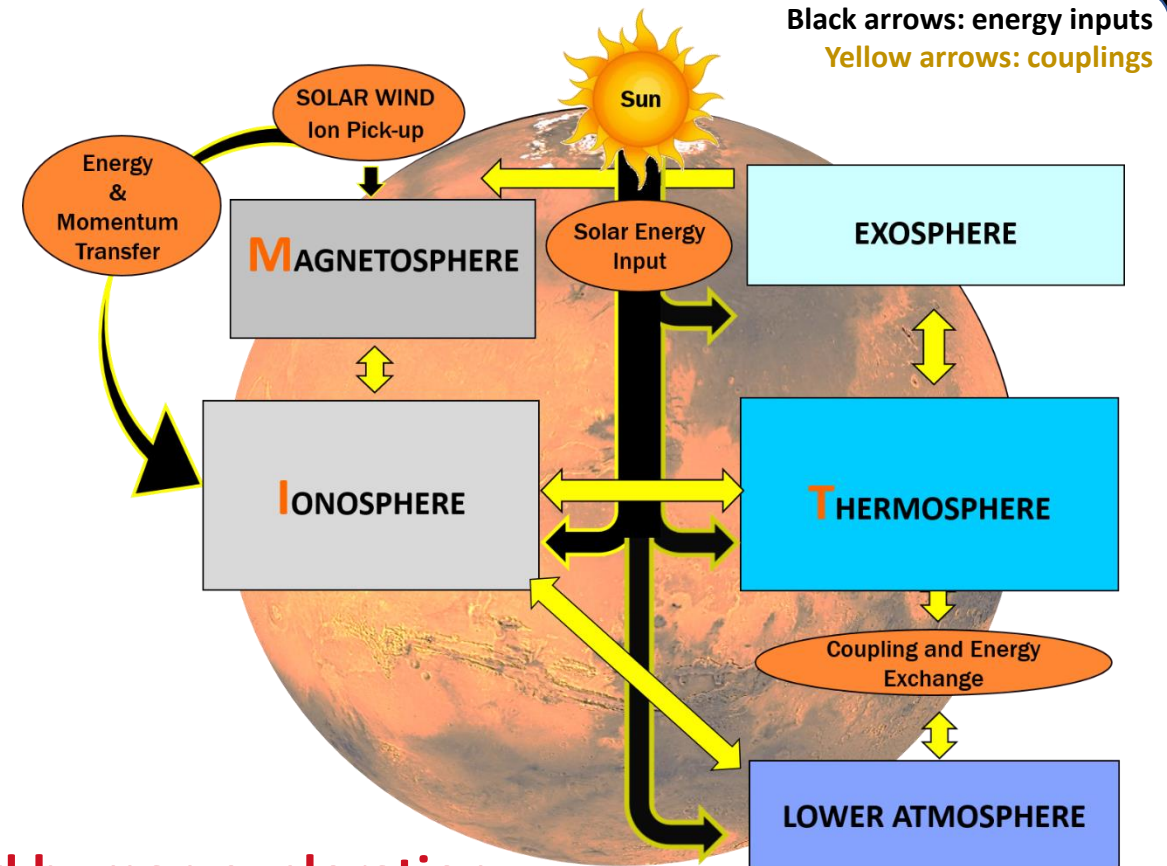 Black arrows: energy inputs
Yellow arrows: couplings
Sun
SOLAR WIND
Ion Pick-up
Energy
&
Momentum
Transfer
MAGNETOSPHERE
Solar Energy
Input
EXOSPHERE
IONOSPHERE
THERMOSPHERE
Coupling and Energy
Exchange
LOWER ATMOSPHERE